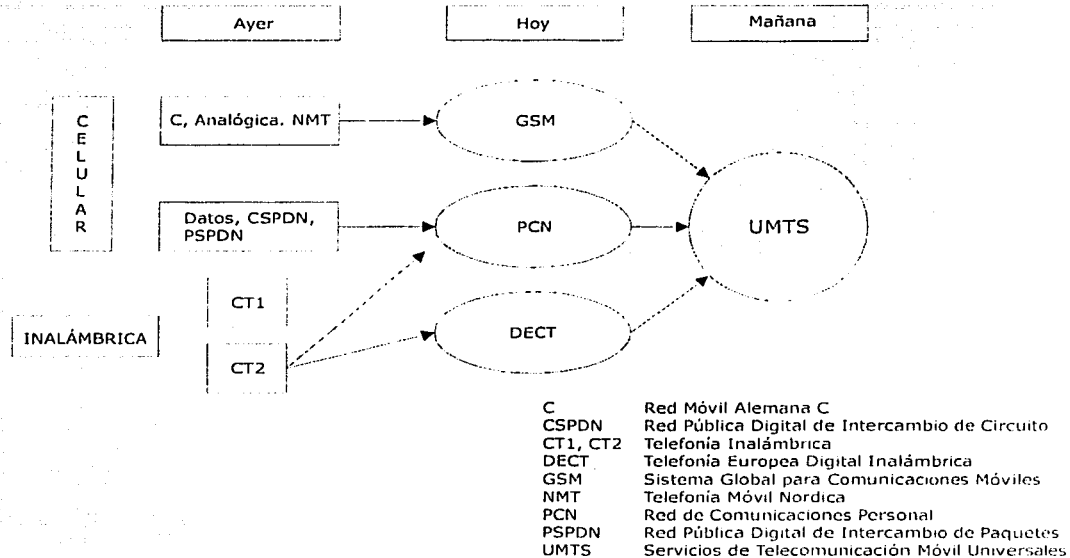 Ayer
Hoy
Mañana
CELULAR
C, Analógica. NMT
GSM
Datos, CSPDN,
PSPDN
PCN
UMTS
CT1
INALÁMBRICA
CT2
DECT
C Red Móvil Alemana C
CSPDN Red Pública Digital de Intercambio de Circuito
CT1, CT2 Telefonía Inalámbrica
DECT Telefonía Europea Digital Inalámbrica
GSM Sistema Global para Comunicaciones Móviles
NMT Telefonía Móvil Nordica
PCN Red de Comunicaciones Personal
PSPDN Red Pública Digital de Intercambio de Paquetes
UMTS Servicios de Telecomunicación Móvil Universales